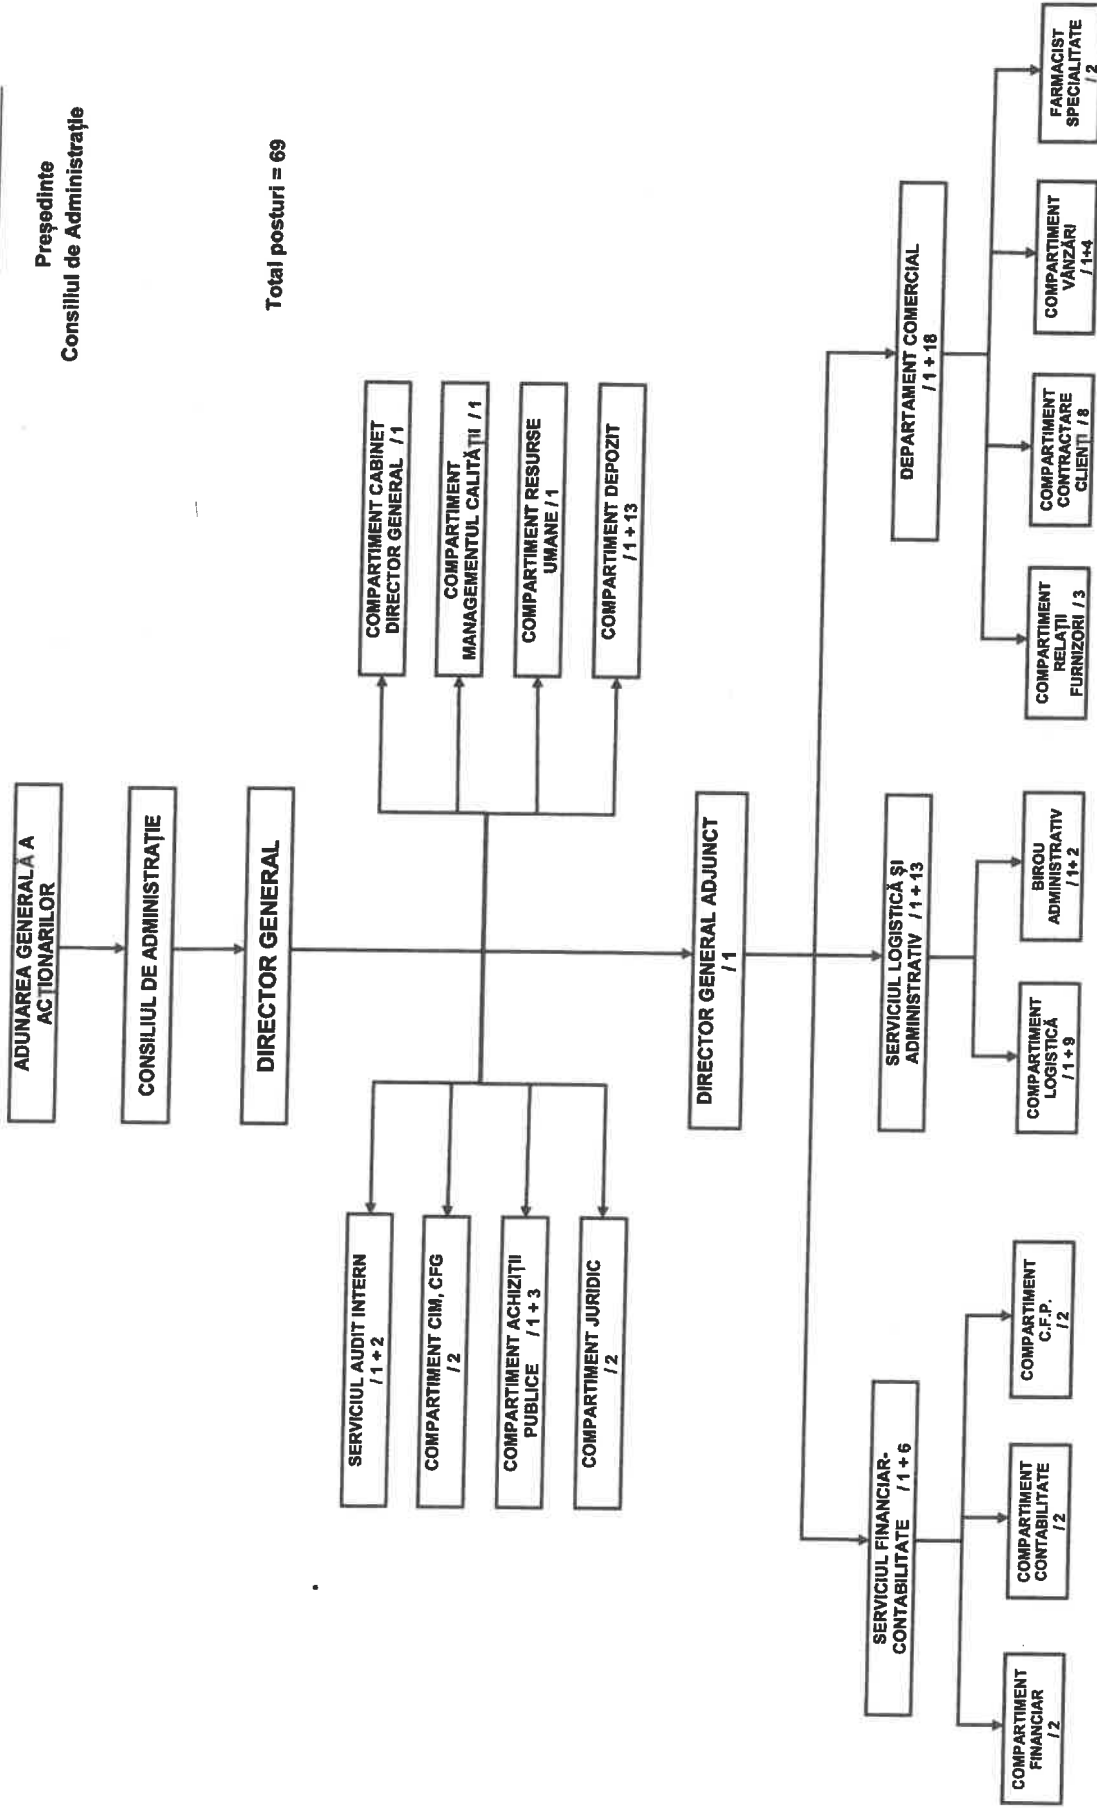 Președinte
Consiliul de Administrație
Total posturi = 69
ADUNAREA GENERALĂ A
ACȚIONARILOR
CONSILIUL DE ADMINISTRAȚIE
DIRECTOR GENERAL
SERVICIUL AUDIT INTERN
/ 1 + 2
COMPARTIMENT CIM, CFG
/ 2
COMPARTIMENT ACHIZIȚII
PUBLICE / 1 + 3
COMPARTIMENT JURIDIC
/ 2
COMPARTIMENT CABINET
DIRECTOR GENERAL / 1
COMPARTIMENT
MANAGEMENTUL CALITĂȚII / 1
COMPARTIMENT RESURSE
UMANE / 1
COMPARTIMENT DEPOZIT
/ 1 + 13
DIRECTOR GENERAL ADJUNCT
/ 1
SERVICIUL FINANCIAR-
CONTABILITATE / 1 + 6
SERVICIUL LOGISTICĂ ȘI
ADMINISTRATIV / 1 + 13
DEPARTAMENT COMERCIAL
/ 1 + 18
COMPARTIMENT
FINANCIAR
/ 2
COMPARTIMENT
CONTABILITATE
/ 2
COMPARTIMENT
C.F.P.
/ 2
COMPARTIMENT
LOGISTICĂ
/ 1 + 9
BIROU
ADMINISTRATIV
/ 1+ 2
COMPARTIMENT
RELAȚII
FURNIZORI / 3
COMPARTIMENT
CONTRACTARE
CLIENȚI / 8
COMPARTIMENT
VÂNZĂRI
/ 1+4
FARMACIST
SPECIALITATE
/ 2